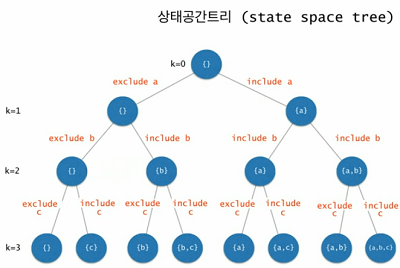 상태공간트리 (state space tree)
k=0 {}
exclude a include a
k=1 {} {a}
exclude b include b include b include b
k=2 {} {b} {a} {a,b}
exclude include exclude include exclude include exclude include
c c c c c c c c
k=3 {} {c} {b} {b,c} {a} {a,c} {a,b} {a,b,c}